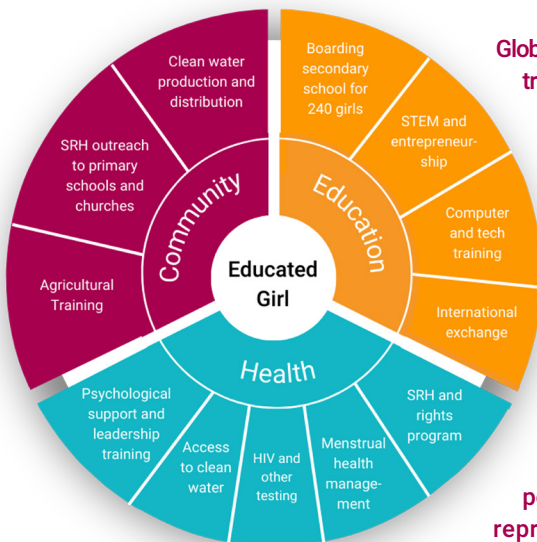 Clean water
production and
distribution
SRH outreach
to primary
schools and
churches
Agricultural
Training
Community
Boarding
secondary
school for
240 girls
STEM and
entrepreneur-
ship
Computer
and tech
training
International
exchange
Education
Educated
Girl
Health
Psychological
support and
leadership
training
Access
to clean
water
HIV and
other
testing
Menstrual
health
manage-
ment
SRH and
rights
program